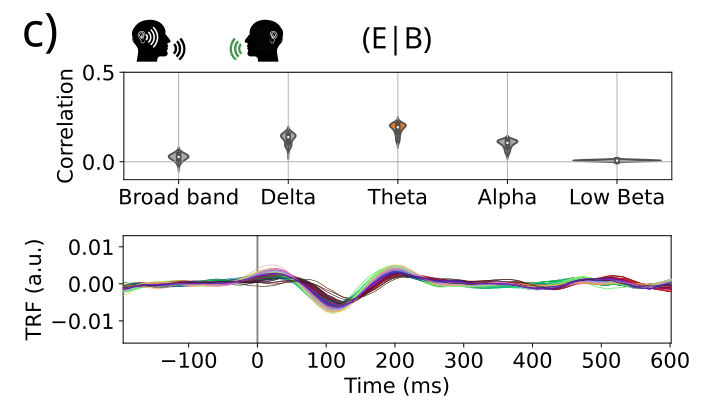 c)
(E|B)
Correlation
0.5
0.0
Broad band Delta Theta Alpha Low Beta
TRF (a.u.)
0.01
0.00
−0.01
−100 0 100 200 300 400 500 600
Time (ms)